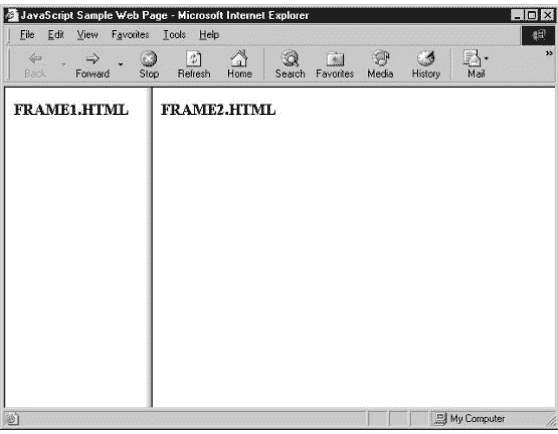 JavaScript Sample Web Page - Microsoft Internet Explorer
File Edit View Favorites Tools Help
Back Forward Stop Refresh Home Search Favorites Media History Mail »
FRAME1.HTML FRAME2.HTML
My Computer